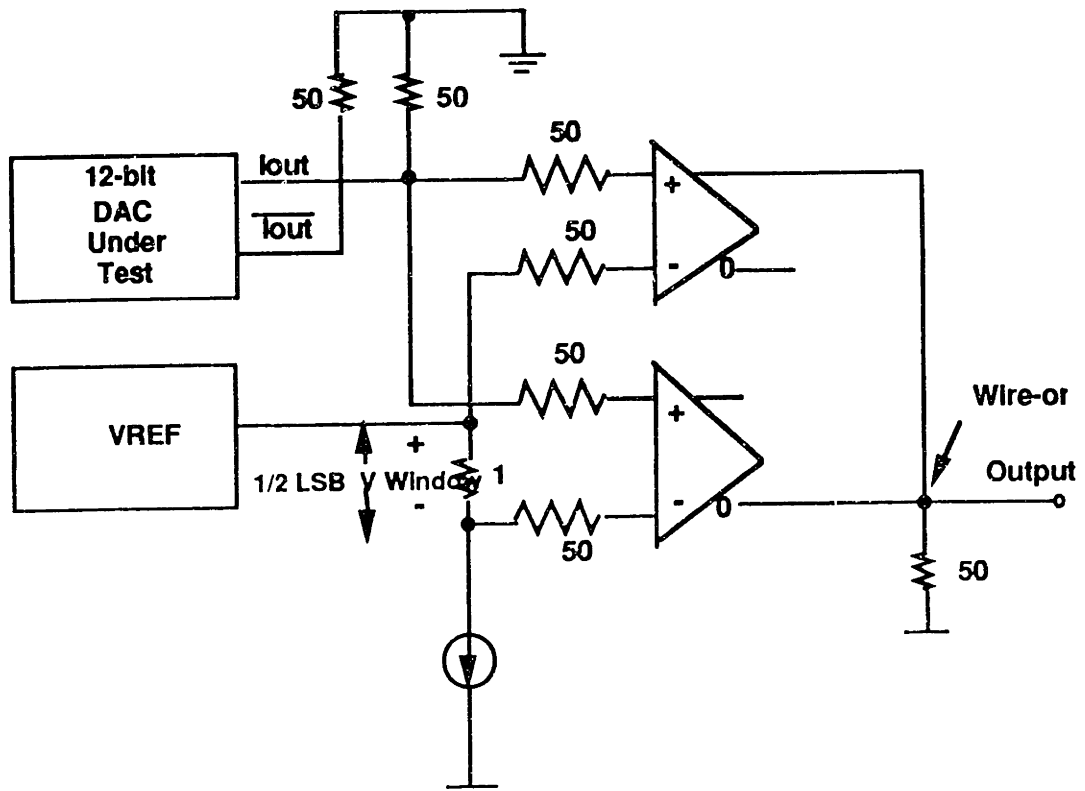 50
50
50
12-bit
DAC
Under
Test
Iout
Iout
+
50
-
0
50
VREF
+
1/2 LSB V Window 1
-
+
Wire-or
-
0
Output
50
50